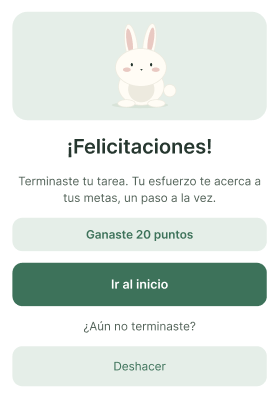 ¡Felicitaciones!
Terminaste tu tarea. Tu esfuerzo te acerca a
tus metas, un paso a la vez.
Ganaste 20 puntos
Ir al inicio
¿Aún no terminaste?
Deshacer